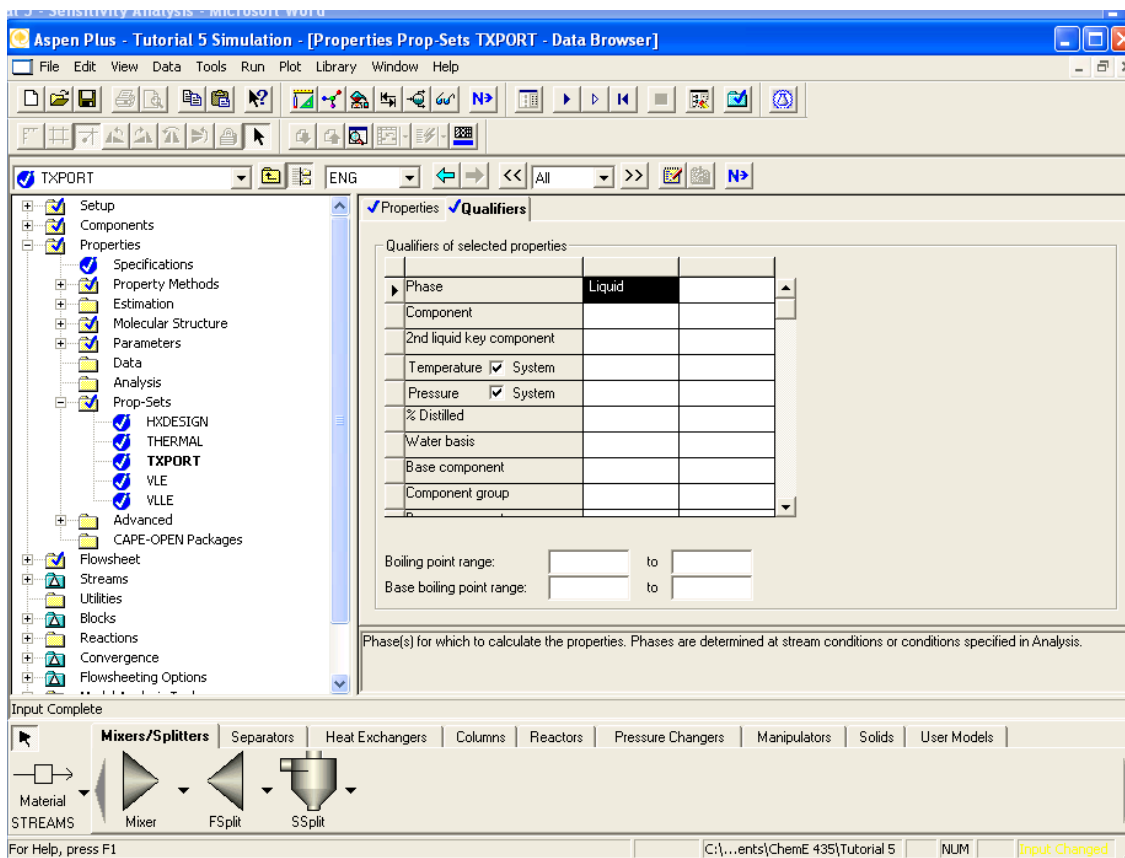 al 5 - Sensitivity Analysis - Microsoft Word
Aspen Plus - Tutorial 5 Simulation - [Properties Prop-Sets TXPORT - Data Browser]
File Edit View Data Tools Run Plot Library Window Help
N>
TXPORT ENG << All >> N>
Setup
Components
Properties
Specifications
Property Methods
Estimation
Molecular Structure
Parameters
Data
Analysis
Prop-Sets
HXDESIGN
THERMAL
TXPORT
VLE
VLLE
Advanced
CAPE-OPEN Packages
Flowsheet
Streams
Utilities
Blocks
Reactions
Convergence
Flowsheeting Options
Properties Qualifiers
Qualifiers of selected properties
Phase Liquid
Component
2nd liquid key component
Temperature System
Pressure System
% Distilled
Water basis
Base component
Component group
Boiling point range: to
Base boiling point range: to
Phase(s) for which to calculate the properties. Phases are determined at stream conditions or conditions specified in Analysis.
Input Complete
Mixers/Splitters Separators Heat Exchangers Columns Reactors Pressure Changers Manipulators Solids User Models
Material
STREAMS Mixer FSplit SSplit
For Help, press F1 C:\...ents\ChemE 435\Tutorial 5 NUM Input Changed